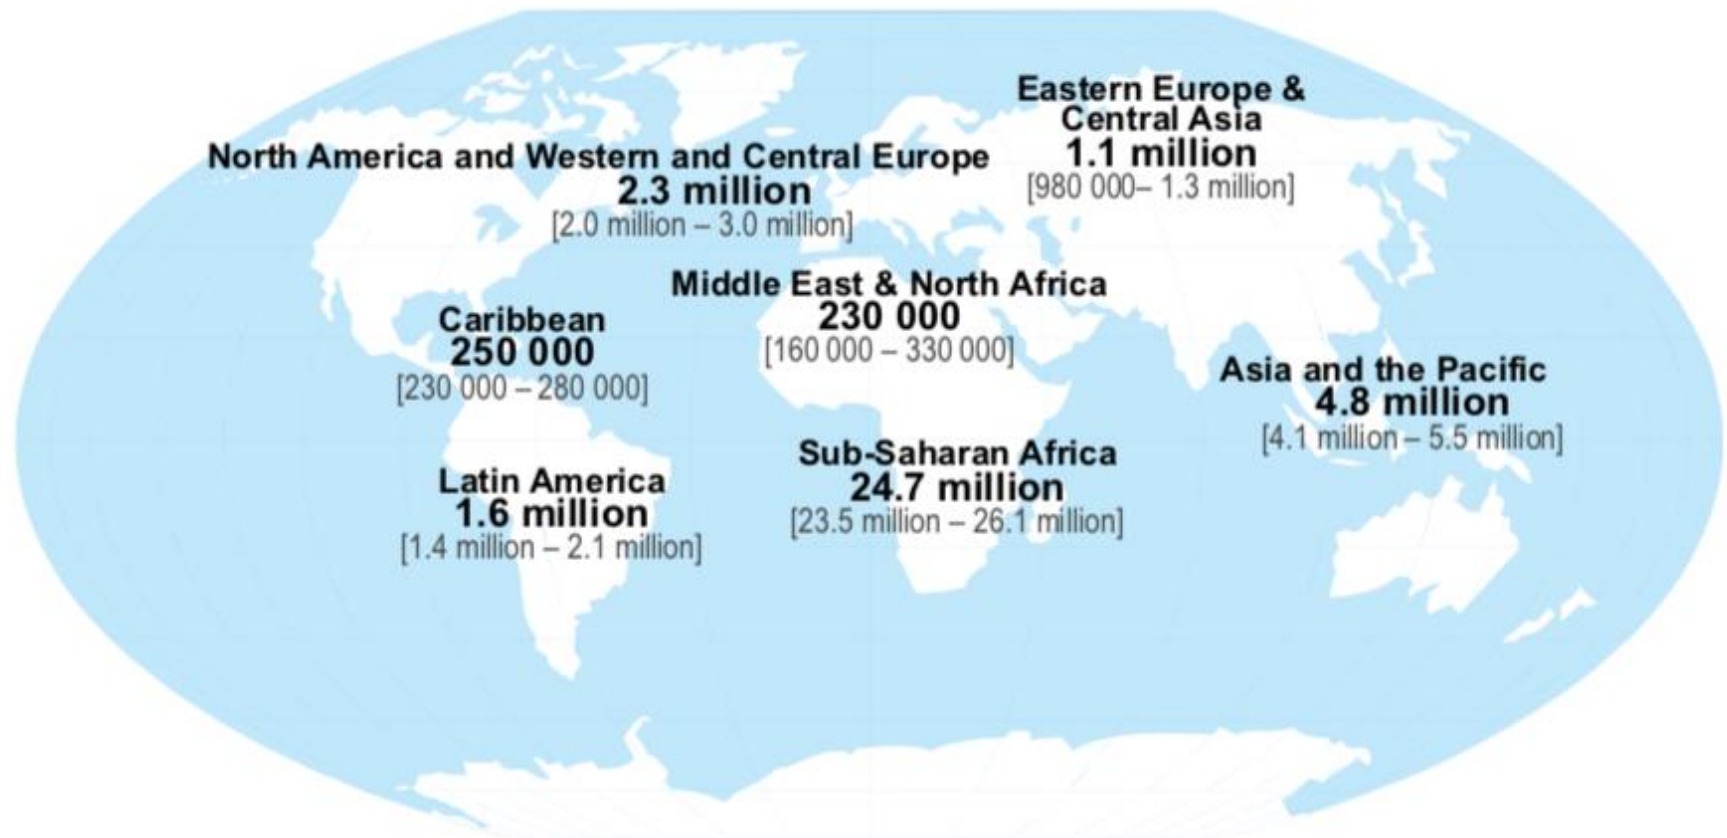 Eastern Europe &
Central Asia
1.1 million
[980 000– 1.3 million]
North America and Western and Central Europe
2.3 million
[2.0 million – 3.0 million]
Middle East & North Africa
230 000
[160 000 – 330 000]
Caribbean
250 000
[230 000 – 280 000]
Asia and the Pacific
4.8 million
[4.1 million – 5.5 million]
Sub-Saharan Africa
24.7 million
[23.5 million – 26.1 million]
Latin America
1.6 million
[1.4 million – 2.1 million]